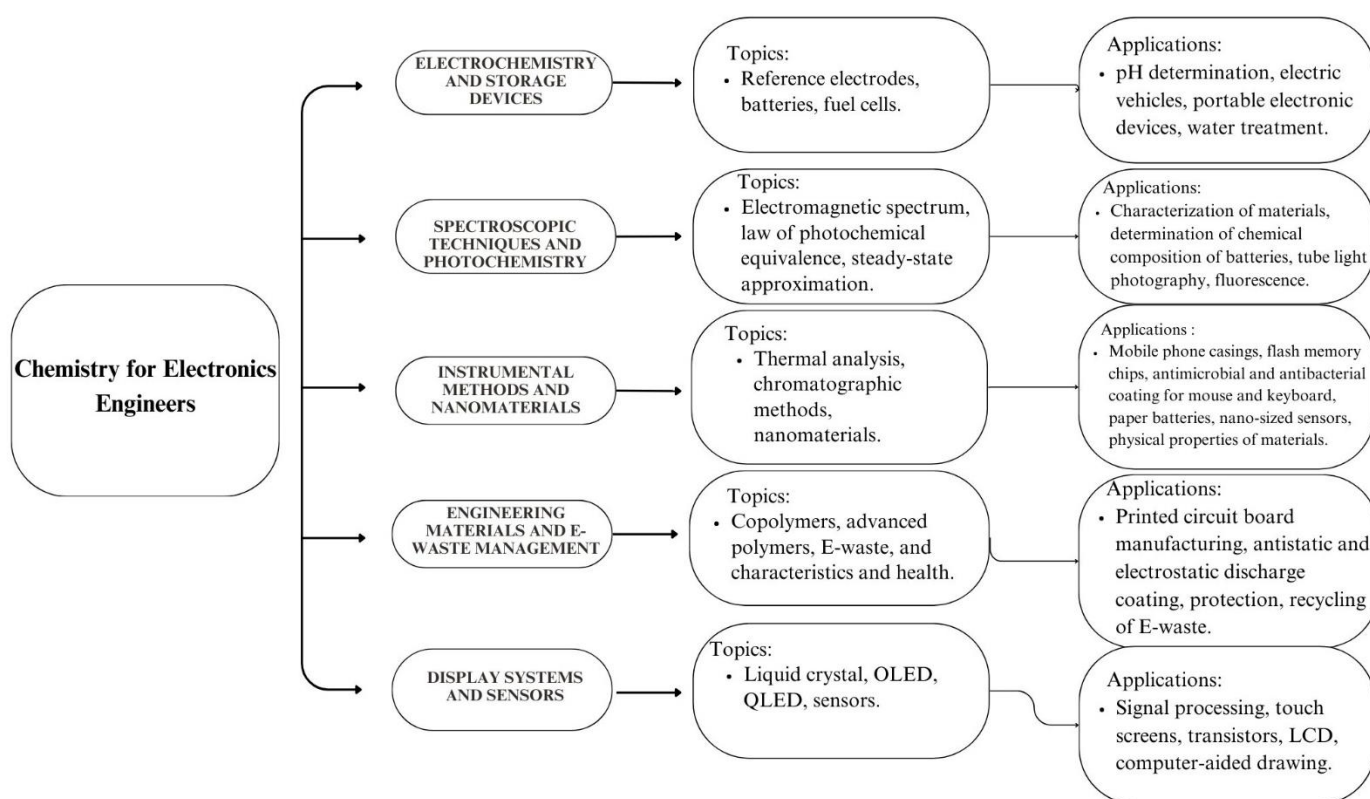 Chemistry for Electronics
Engineers
ELECTROCHEMISTRY
AND STORAGE
DEVICES
Topics:
• Reference electrodes,
batteries, fuel cells.
Applications:
• pH determination, electric
vehicles, portable electronic
devices, water treatment.
SPECTROSCOPIC
TECHNIQUES AND
PHOTOCHEMISTRY
Topics:
• Electromagnetic spectrum,
law of photochemical
equivalence, steady-state
approximation.
Applications:
• Characterization of materials,
determination of chemical
composition of batteries, tube light
photography, fluorescence.
INSTRUMENTAL
METHODS AND
NANOMATERIALS
Topics:
• Thermal analysis,
chromatographic
methods,
nanomaterials.
Applications :
• Mobile phone casings, flash memory
chips, antimicrobial and antibacterial
coating for mouse and keyboard,
paper batteries, nano-sized sensors,
physical properties of materials.
ENGINEERING
MATERIALS AND E-
WASTE MANAGEMENT
Topics:
• Copolymers, advanced
polymers, E-waste, and
characteristics and health.
Applications:
• Printed circuit board
manufacturing, antistatic and
electrostatic discharge
coating, protection, recycling
of E-waste.
DISPLAY SYSTEMS
AND SENSORS
Topics:
• Liquid crystal, OLED,
QLED, sensors.
Applications:
• Signal processing, touch
screens, transistors, LCD,
computer-aided drawing.